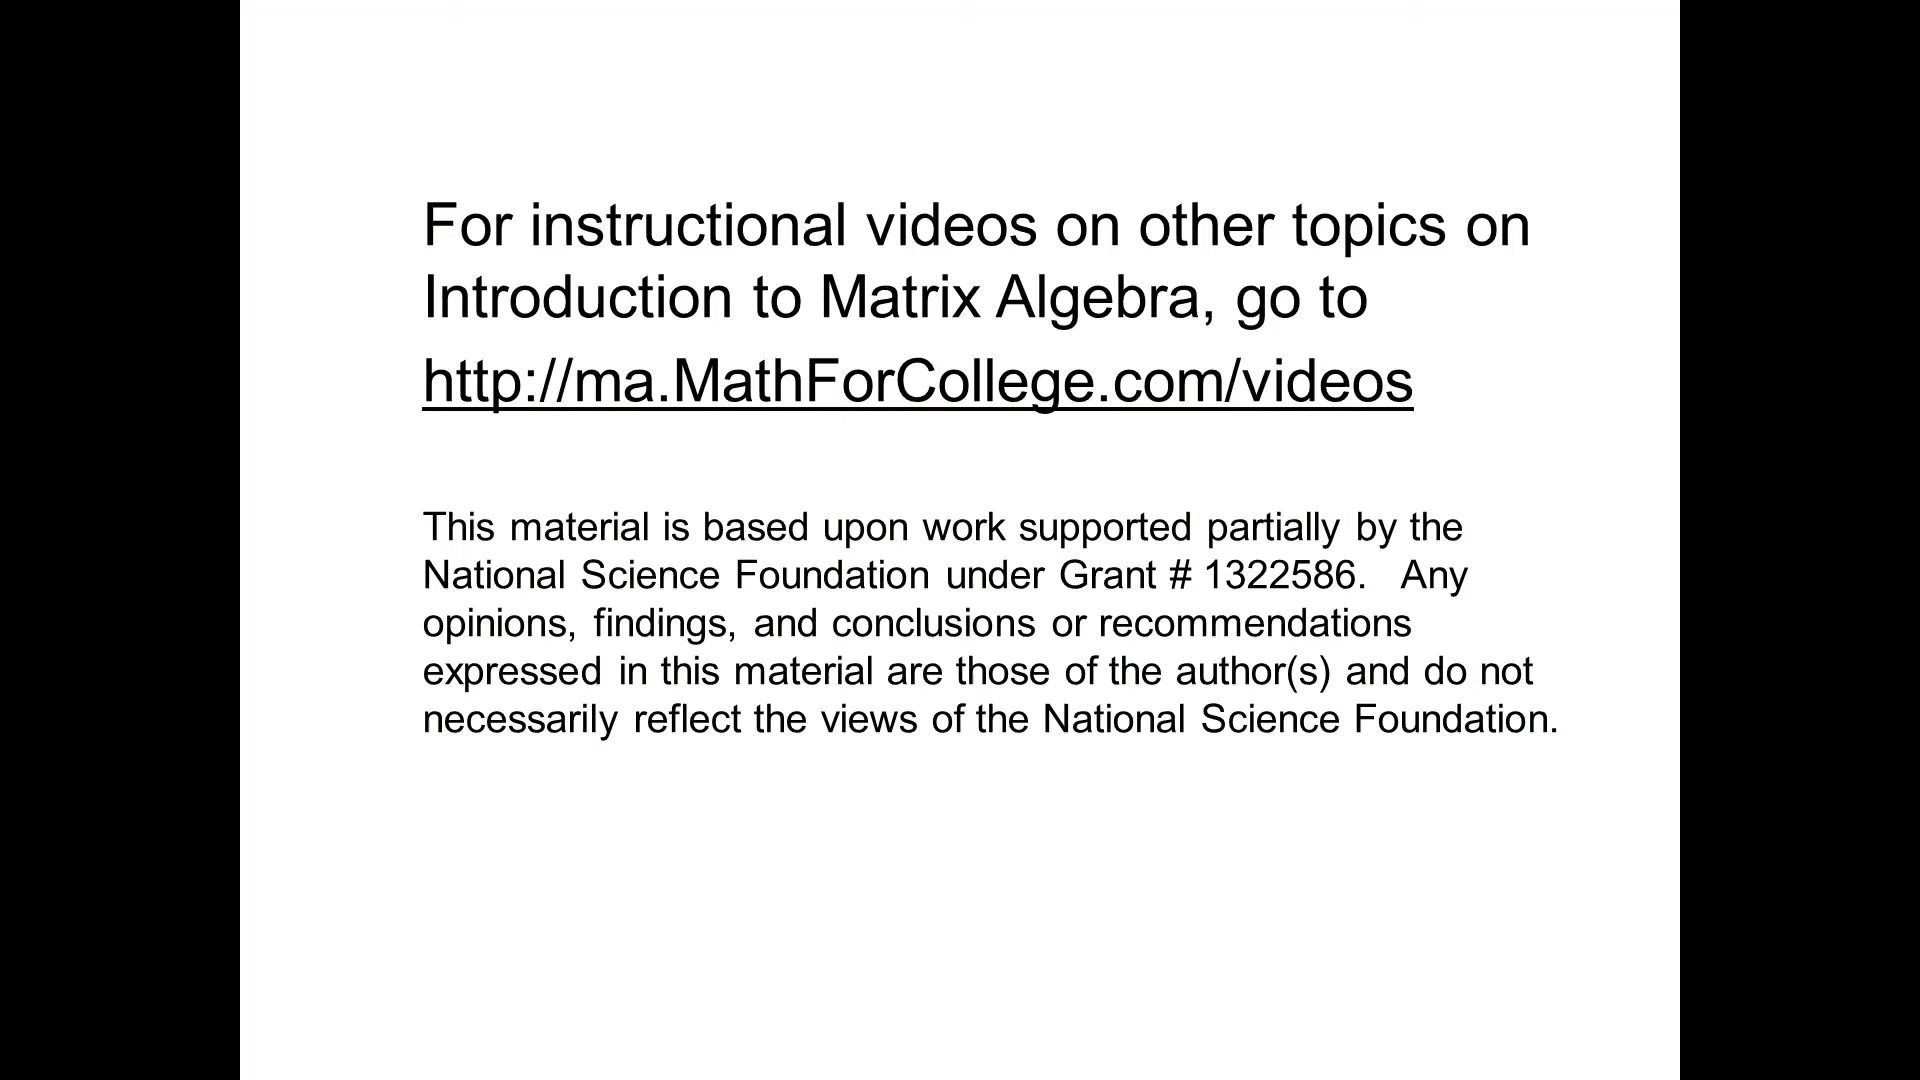 For instructional videos on other topics on
Introduction to Matrix Algebra, go to
http://ma.MathForCollege.com/videos
This material is based upon work supported partially by the
National Science Foundation under Grant # 1322586.   Any
opinions, findings, and conclusions or recommendations
expressed in this material are those of the author(s) and do not
necessarily reflect the views of the National Science Foundation.